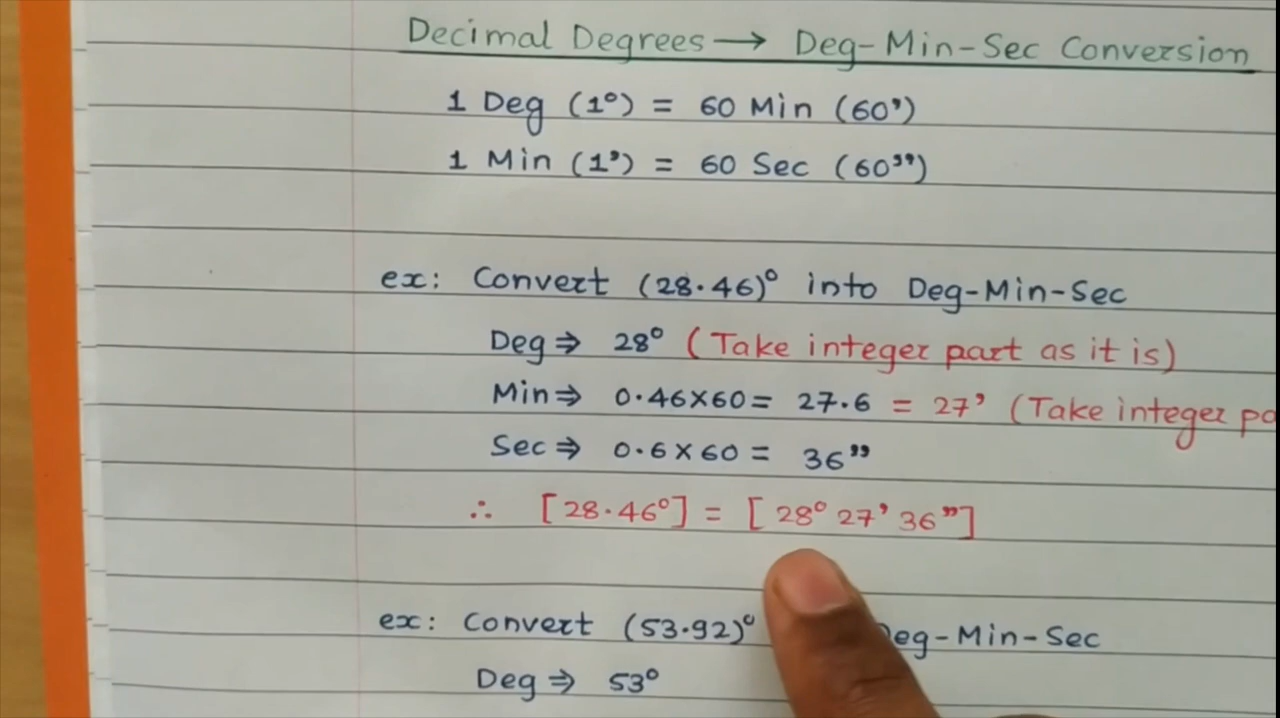 Decimal Degrees → Deg-Min-Sec Conversion
1 Deg (1°) = 60 Min (60')
1 Min (1') = 60 Sec (60")
ex: Convert (28.46)° into Deg-Min-Sec
Deg ⇒ 28° (Take integer part as it is)
Min ⇒ 0.46×60 = 27.6 = 27' (Take integer
Sec ⇒ 0.6×60 = 36"
∴ [28.46°] = [28° 27' 36"]
ex: Convert (53.92)° Deg-Min-Sec
Deg ⇒ 53°